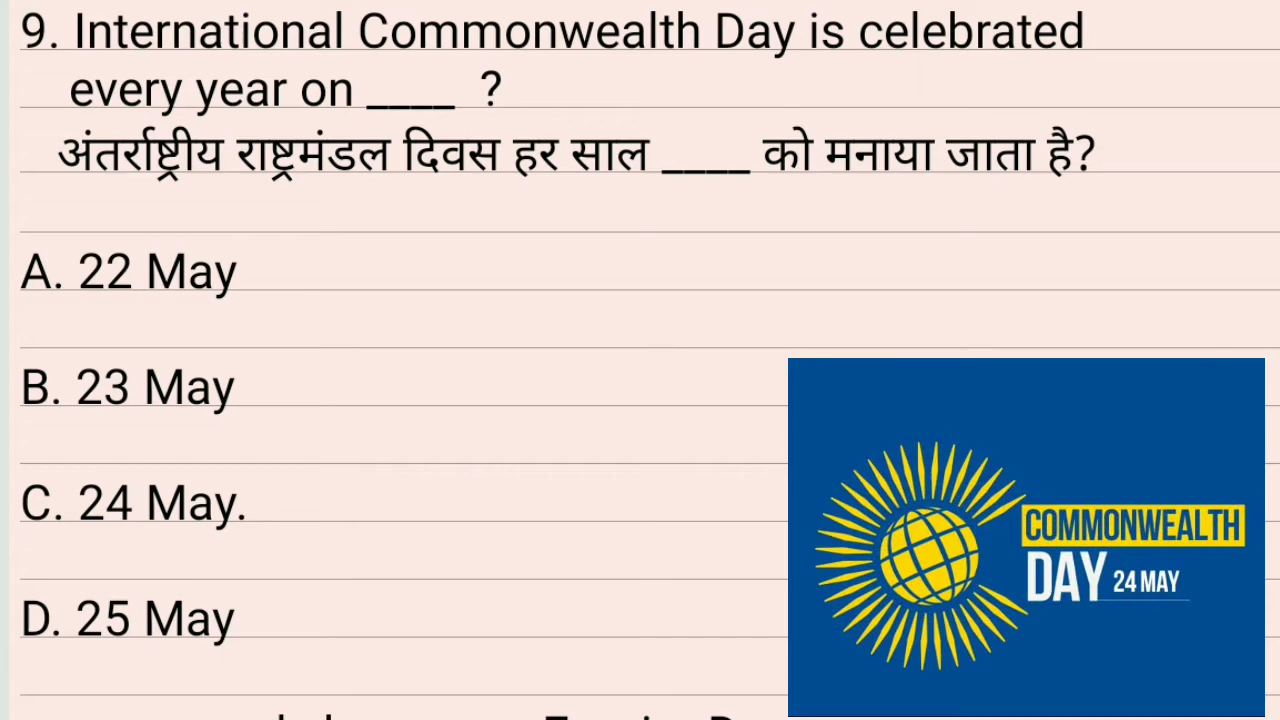 9. International Commonwealth Day is celebrated
every year on ____ ?
अंतर्राष्ट्रीय राष्ट्रमंडल दिवस हर साल ____ को मनाया जाता है?
A. 22 May
B. 23 May
C. 24 May.
D. 25 May
COMMONWEALTH
DAY 24 MAY